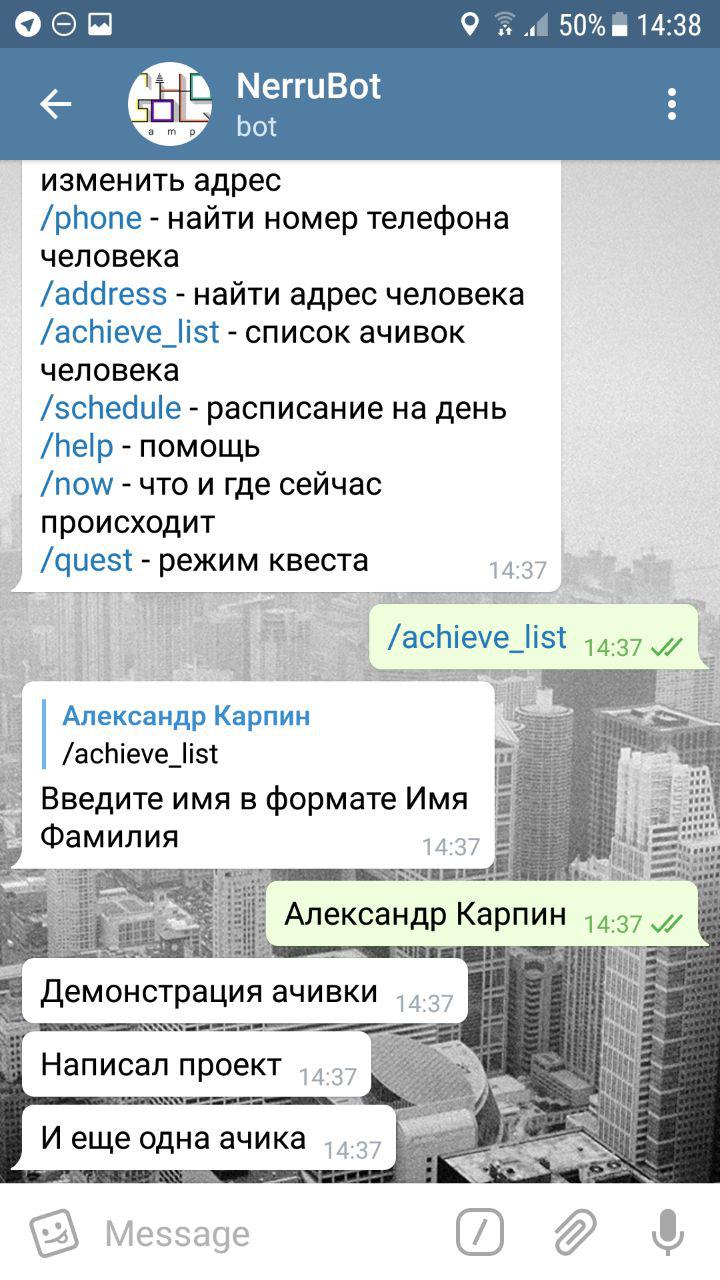 50% 14:38
NerruBot
bot
a m p
изменить адрес
/phone - найти номер телефона
человека
/address - найти адрес человека
/achieve_list - список ачивок
человека
/schedule - расписание на день
/help - помощь
/now - что и где сейчас
происходит
/quest - режим квеста 14:37
/achieve_list 14:37
Александр Карпин
/achieve_list
Введите имя в формате Имя
Фамилия 14:37
Александр Карпин 14:37
Демонстрация ачивки 14:37
Написал проект 14:37
И еще одна ачика 14:37
Message